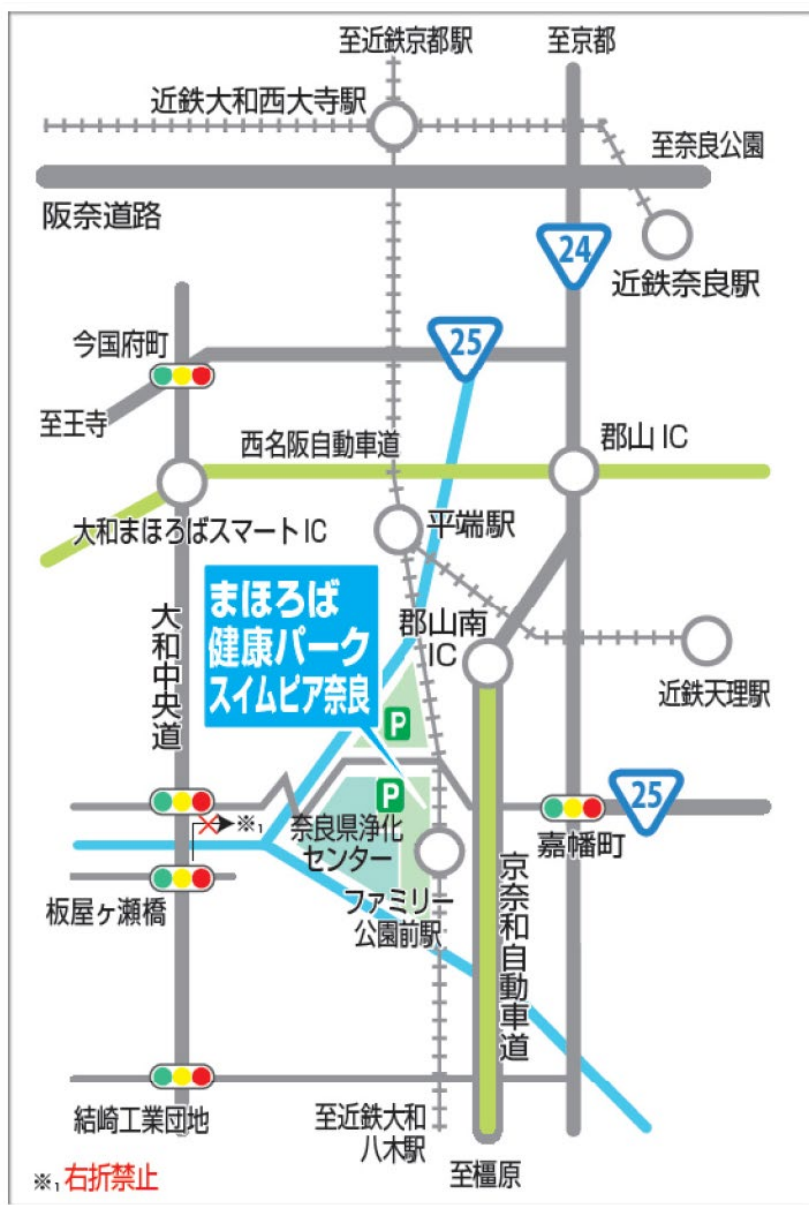 至近鉄京都駅
至京都
近鉄大和西大寺駅
至奈良公園
阪奈道路
24
近鉄奈良駅
25
今国府町
至王寺
西名阪自動車道
郡山 IC
大和まほろばスマート IC
平端駅
まほろば
健康パーク
スイムピア奈良
郡山南
IC
大和中央道
近鉄天理駅
P
P
25
※1
奈良県浄化
センター
嘉幡町
板屋ヶ瀬橋
ファミリー
公園前駅
京奈和自動車道
結崎工業団地
至近鉄大和
八木駅
至橿原
※1 右折禁止